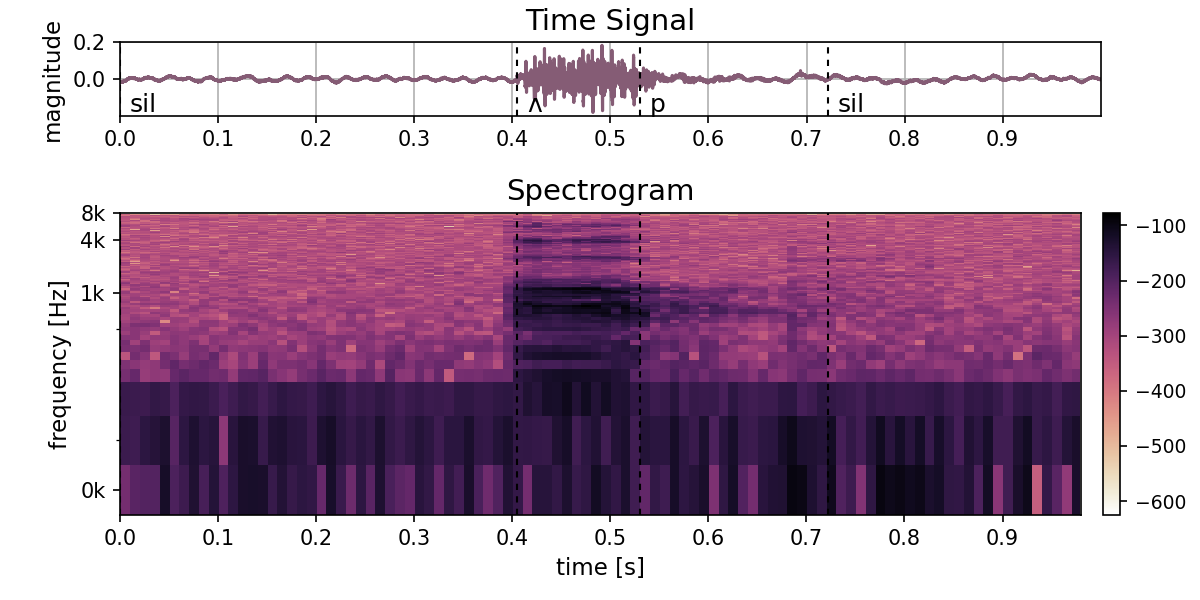 Time Signal
magnitude
0.2
0.0
sil ʌ p sil
0.0 0.1 0.2 0.3 0.4 0.5 0.6 0.7 0.8 0.9
Spectrogram
frequency [Hz]
8k
4k
1k
0k
−100
−200
−300
−400
−500
−600
0.0 0.1 0.2 0.3 0.4 0.5 0.6 0.7 0.8 0.9
time [s]